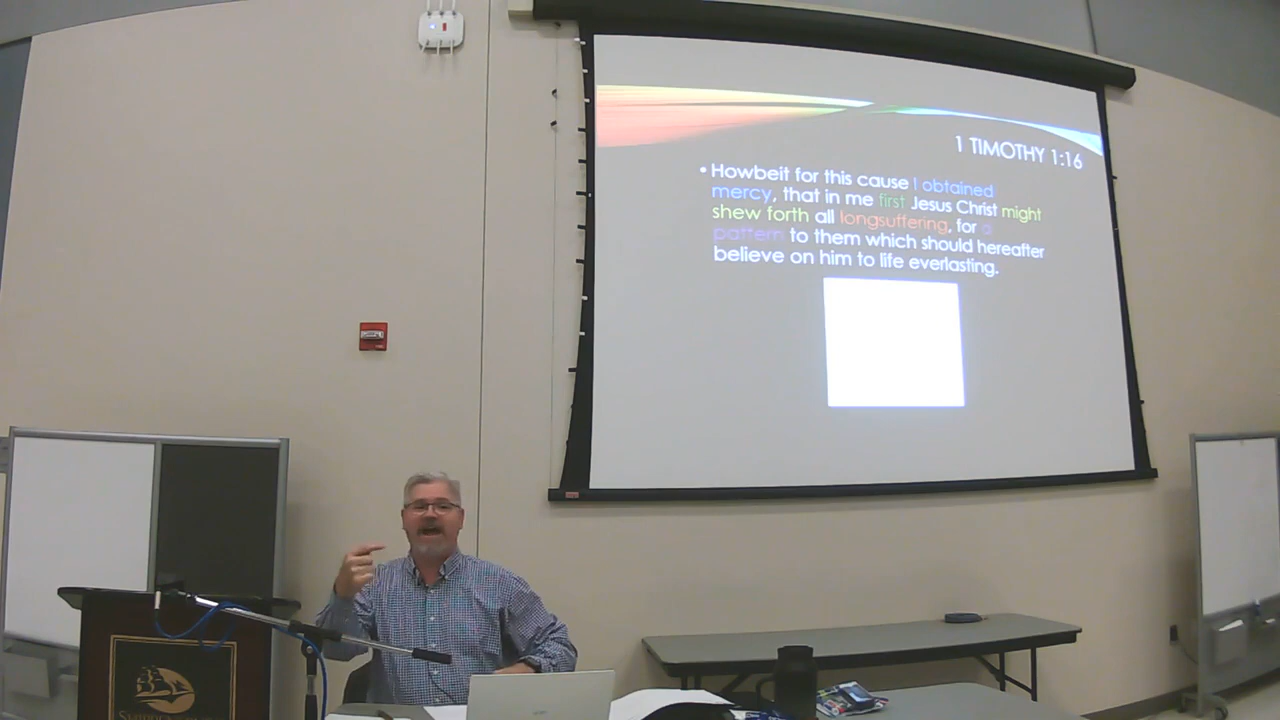 1 TIMOTHY 1:16
• Howbeit for this cause I obtained
mercy, that in me first Jesus Christ might
shew forth all longsuffering, for a
pattern to them which should hereafter
believe on him to life everlasting.